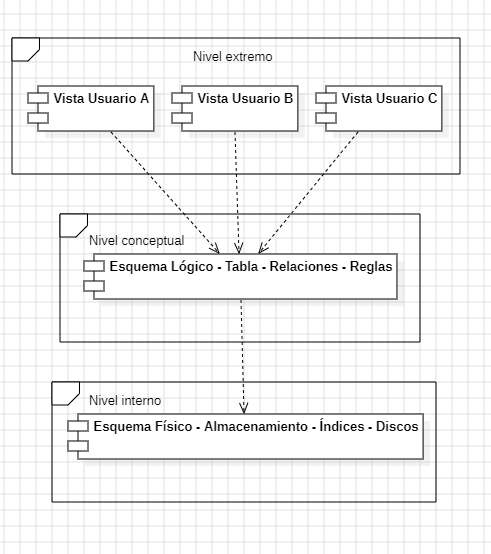 Nivel extremo
Vista Usuario A
Vista Usuario B
Vista Usuario C
Nivel conceptual
Esquema Lógico - Tabla - Relaciones - Reglas
Nivel interno
Esquema Físico - Almacenamiento - Índices - Discos